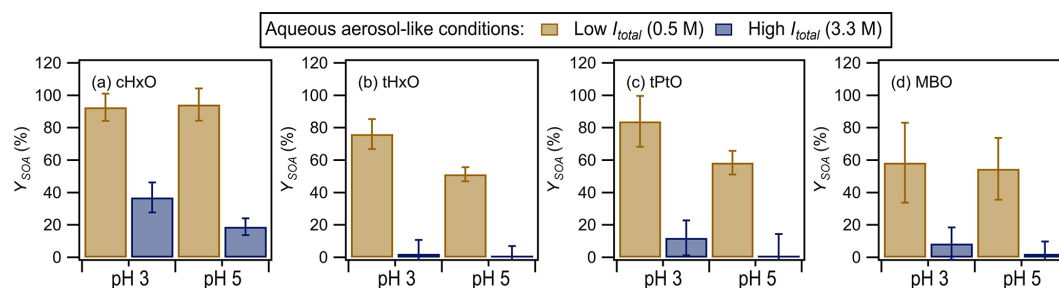 Aqueous aerosol-like conditions: Low I_total (0.5 M) High I_total (3.3 M)
(a) cHxO
Y_SOA (%)
120
100
80
60
40
20
0
pH 3 pH 5
(b) tHxO
Y_SOA (%)
120
100
80
60
40
20
0
pH 3 pH 5
(c) tPtO
Y_SOA (%)
120
100
80
60
40
20
0
pH 3 pH 5
(d) MBO
Y_SOA (%)
120
100
80
60
40
20
0
pH 3 pH 5